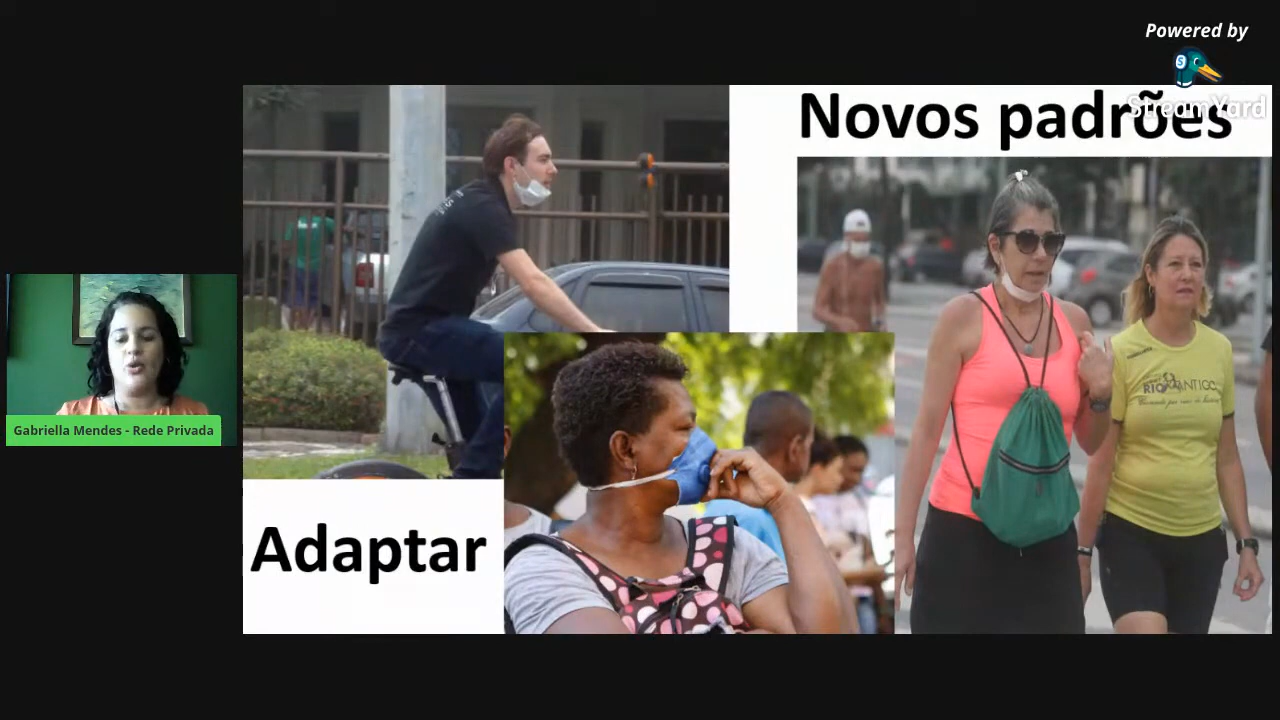 Powered by
StreamYard
Novos padrões
RIO ANTIGO
Adaptar
Gabriella Mendes - Rede Privada